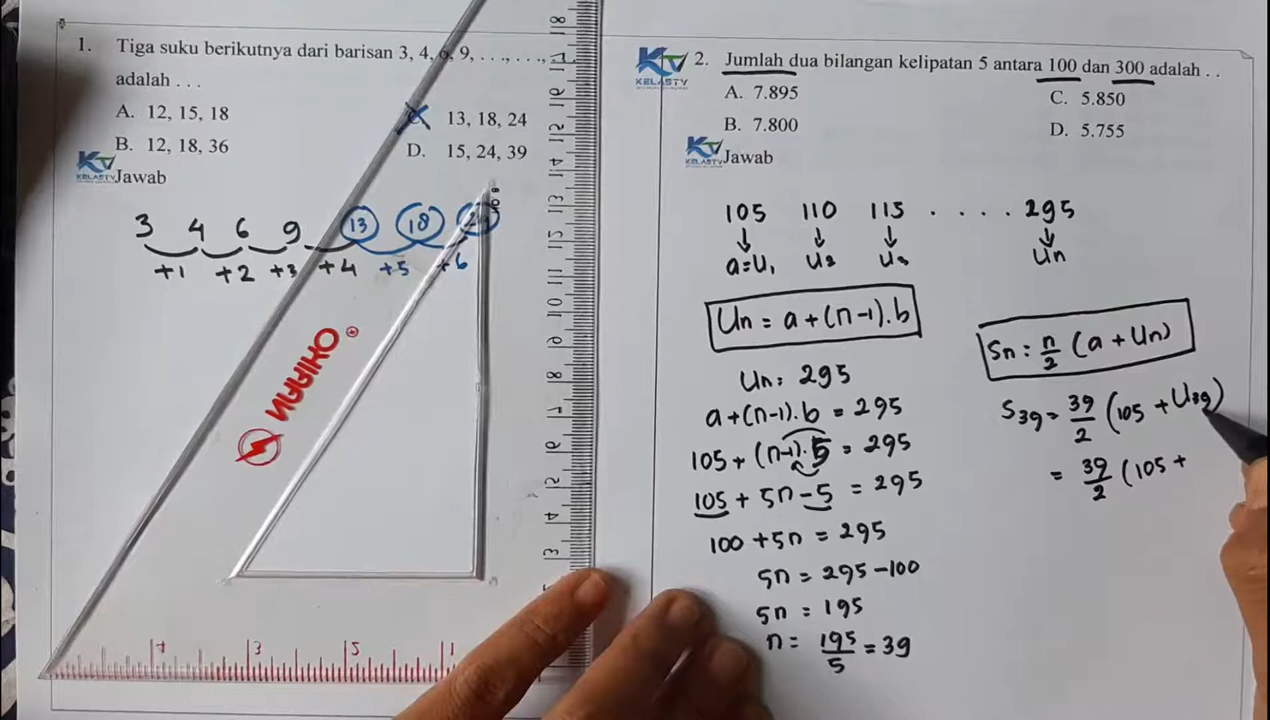 1. Tiga suku berikutnya dari barisan 3, 4, 6, 9, . . ., . . .,
adalah . . .
A. 12, 15, 18
13, 18, 24
B. 12, 18, 36
D. 15, 24, 39
KELASTV
Jawab
3 4 6 9 13 18
+1 +2 +3 +4 +5 +6
KTV
KELASTV
2. Jumlah dua bilangan kelipatan 5 antara 100 dan 300 adalah . .
A. 7.895
C. 5.850
B. 7.800
D. 5.755
KELASTV
Jawab
105 110 115 . . . . 295
a=U₁ U₂ U₃ Un
Un = a+(n-1).b
Un = 295
a+(n-1).b = 295
105+(n-1).5 = 295
105 + 5n-5 = 295
100 +5n = 295
5n = 295-100
5n = 195
n = 195/5 = 39
Sn = n/2 (a + Un)
S₃₉ = 39/2 (105 + U₃₉)
= 39/2 (105 +